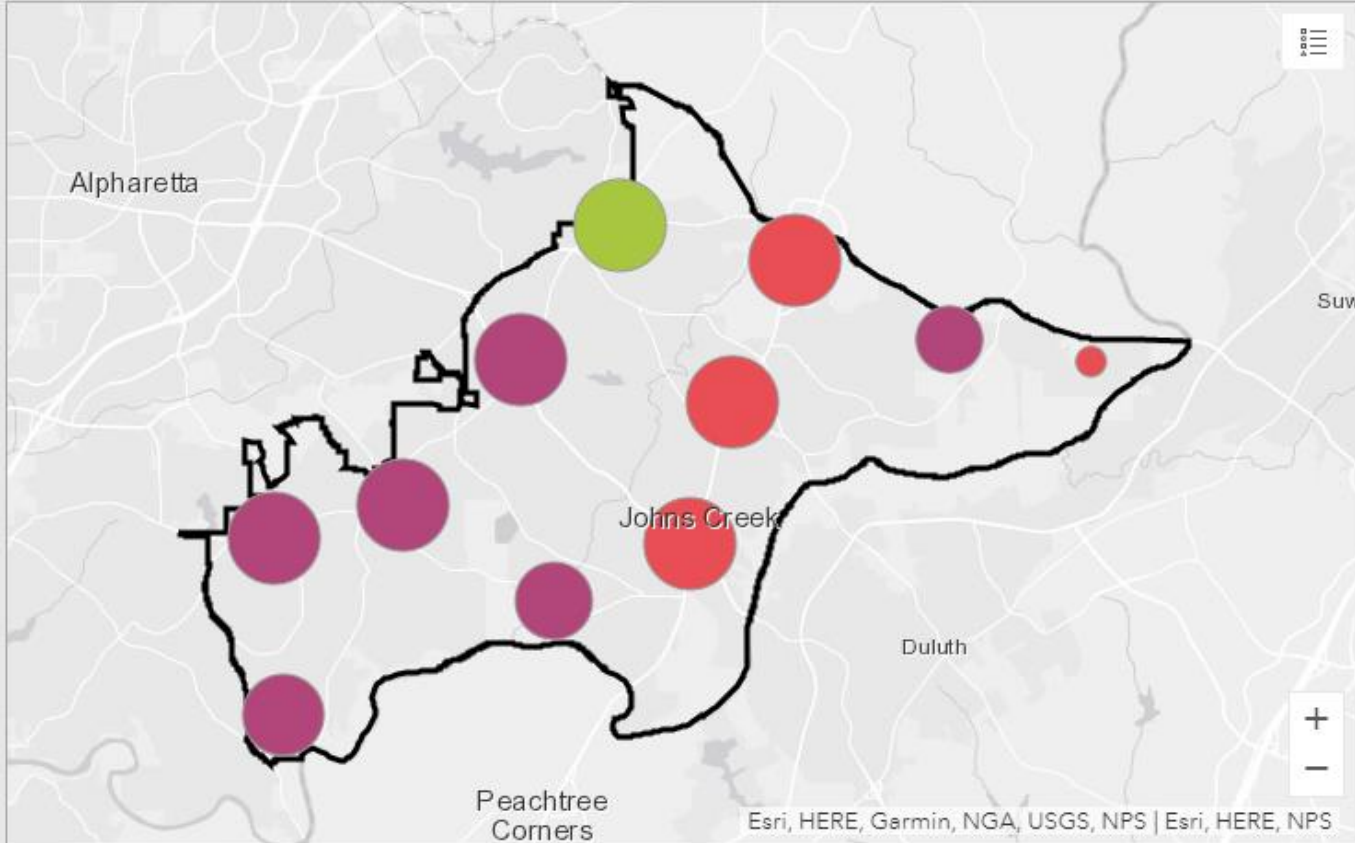 Alpharetta
Suw
Johns Creek
Duluth
+
−
Peachtree
Corners
Esri, HERE, Garmin, NGA, USGS, NPS | Esri, HERE, NPS